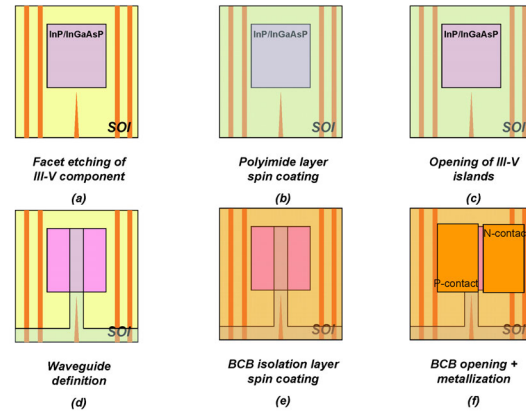 InP/InGaAsP
InP/InGaAsP
InP/InGaAsP
SOI
SOI
SOI
Facet etching of
III-V component
Polyimide layer
spin coating
Opening of III-V
islands
(a)
(b)
(c)
N-contac
P-contact
SOI
SOI
SOI
Waveguide
definition
BCB isolation layer
spin coating
BCB opening +
metallization
(d)
(e)
(f)